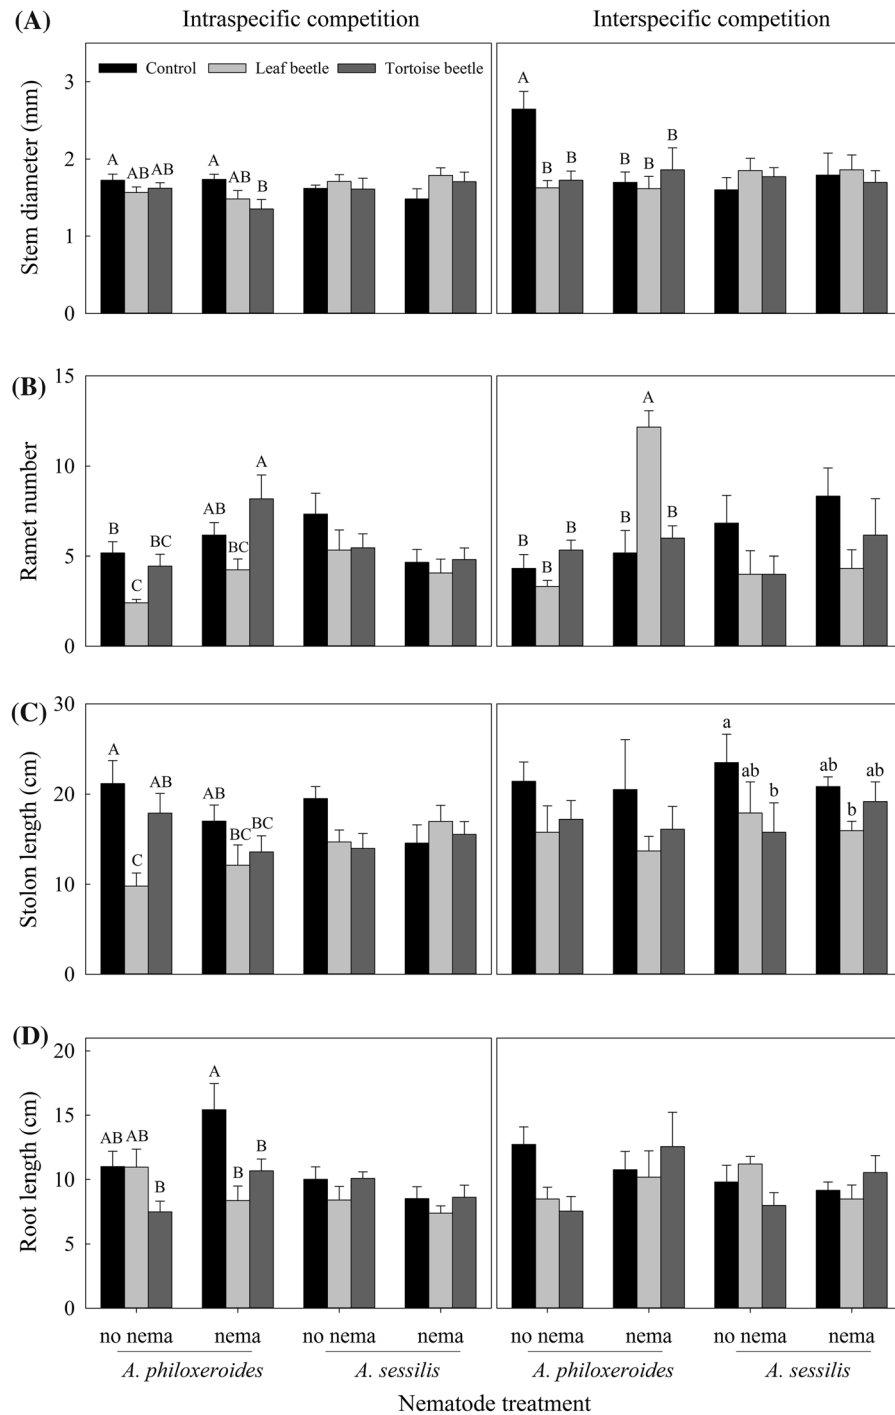 (A) Intraspecific competition Interspecific competition
Control Leaf beetle Tortoise beetle
Stem diameter (mm)
3
2
1
0
A AB AB A AB B
A B B B B B
(B)
Ramet number
15
10
5
0
B C BC AB BC A
B B B B A B
(C)
Stolon length (cm)
30
20
10
0
A C AB AB BC BC
a ab b ab b ab
(D)
Root length (cm)
20
15
10
5
0
AB AB B A B B
no nema nema no nema nema no nema nema no nema nema
A. philoxeroides A. sessilis A. philoxeroides A. sessilis
Nematode treatment